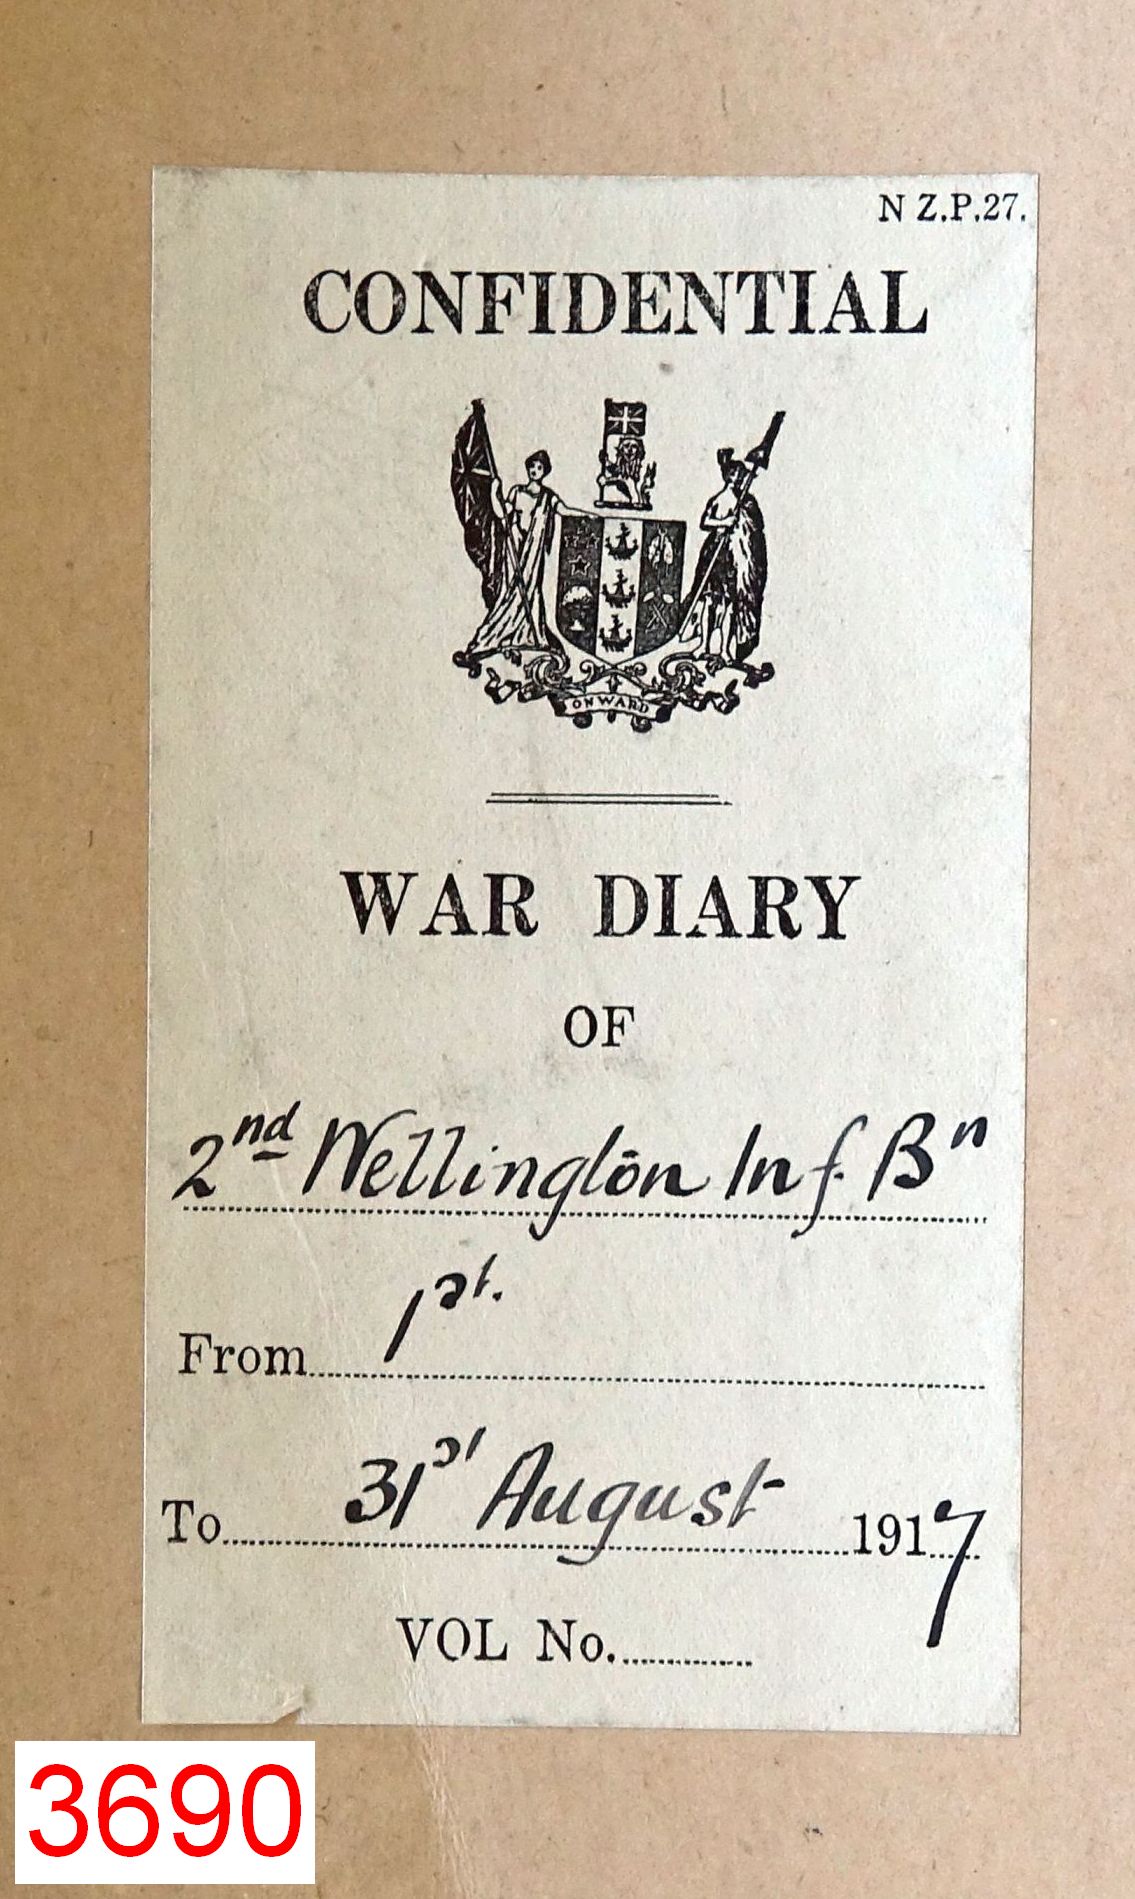 N Z.P.27.
CONFIDENTIAL
ONWARD
WAR DIARY
OF
2nd Wellington Inf. Bn
From 1st.
To 31st August 1917
VOL No.
3690